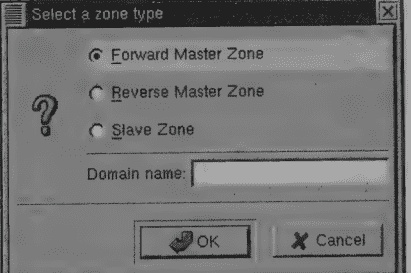 Select a zone type
Forward Master Zone
Reverse Master Zone
Slave Zone
Domain name:
OK
Cancel